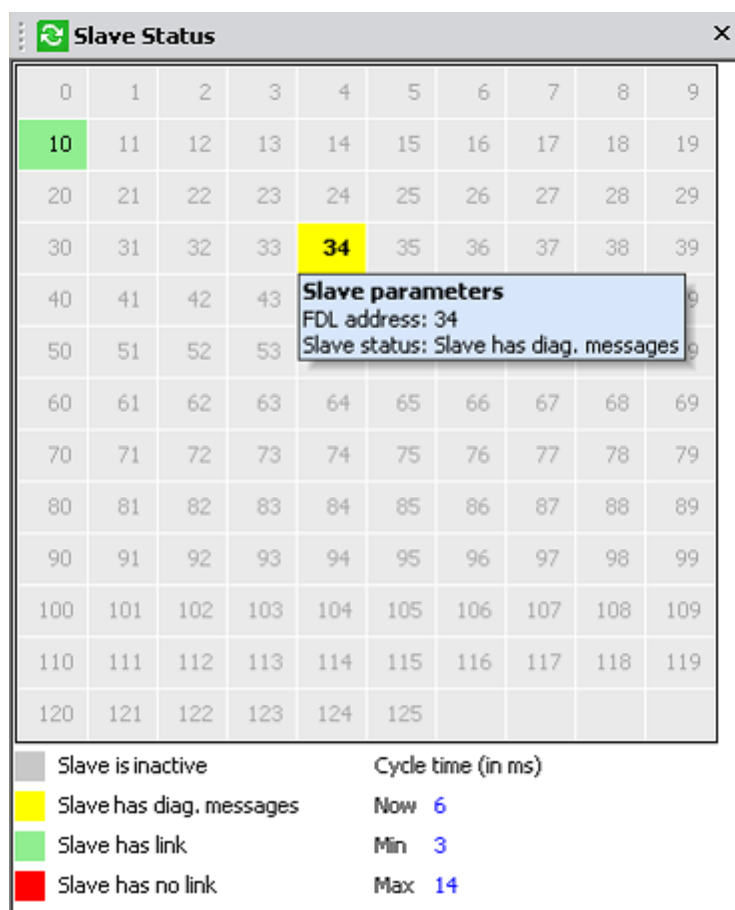 Slave Status
0 1 2 3 4 5 6 7 8 9
10 11 12 13 14 15 16 17 18 19
20 21 22 23 24 25 26 27 28 29
30 31 32 33 34 35 36 37 38 39
40 41 42 43
Slave parameters
FDL address: 34
Slave status: Slave has diag. messages
50 51 52 53
60 61 62 63 64 65 66 67 68 69
70 71 72 73 74 75 76 77 78 79
80 81 82 83 84 85 86 87 88 89
90 91 92 93 94 95 96 97 98 99
100 101 102 103 104 105 106 107 108 109
110 111 112 113 114 115 116 117 118 119
120 121 122 123 124 125
Slave is inactive Cycle time (in ms)
Slave has diag. messages Now 6
Slave has link Min 3
Slave has no link Max 14